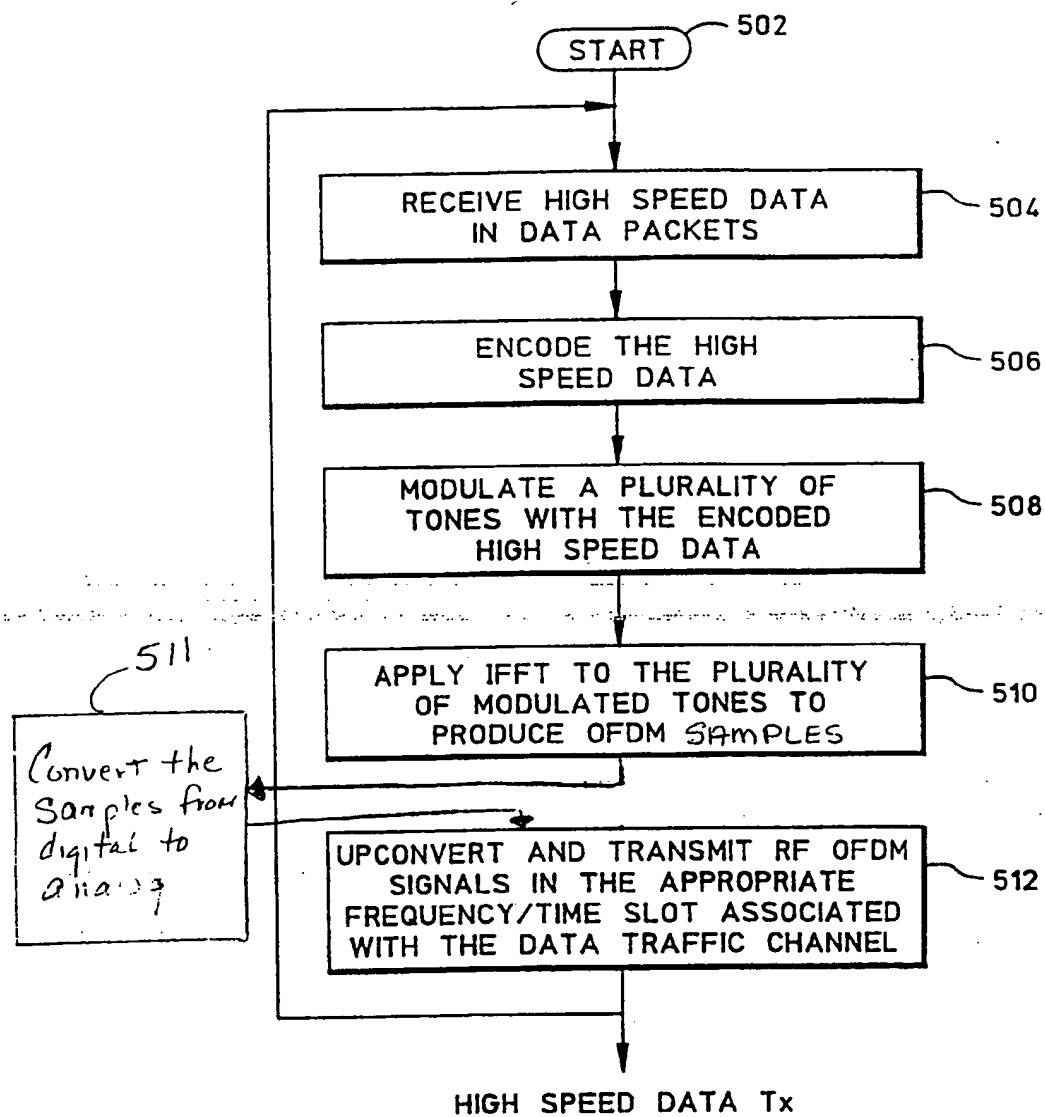 502
START
RECEIVE HIGH SPEED DATA
IN DATA PACKETS
504
ENCODE THE HIGH
SPEED DATA
506
MODULATE A PLURALITY OF
TONES WITH THE ENCODED
HIGH SPEED DATA
508
APPLY IFFT TO THE PLURALITY
OF MODULATED TONES TO
PRODUCE OFDM SAMPLES
510
511
Convert the
Samples from
digital to
analog
UPCONVERT AND TRANSMIT RF OFDM
SIGNALS IN THE APPROPRIATE
FREQUENCY/TIME SLOT ASSOCIATED
WITH THE DATA TRAFFIC CHANNEL
512
HIGH SPEED DATA Tx